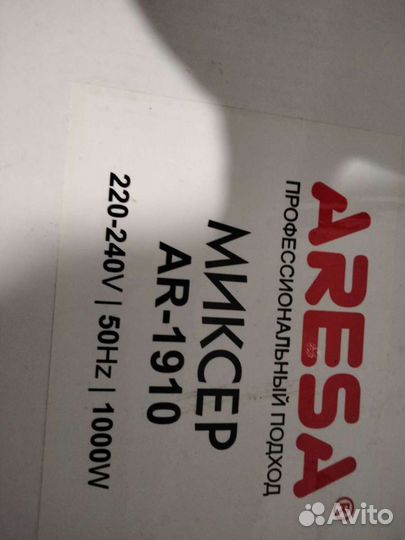 ARESA®
ПРОФЕССИОНАЛЬНЫЙ ПОДХОД
МИКСЕР
AR-1910
220-240V | 50Hz | 1000W
Avito